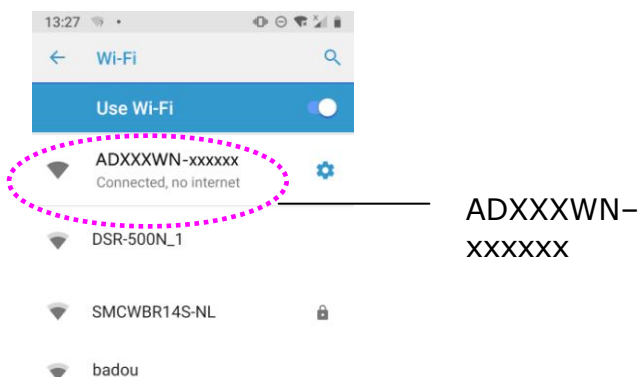 13:27
Wi-Fi
Use Wi-Fi
ADXXXWN-xxxxxx
Connected, no internet
ADXXXWN–
xxxxxx
DSR-500N_1
SMCWBR14S-NL
badou